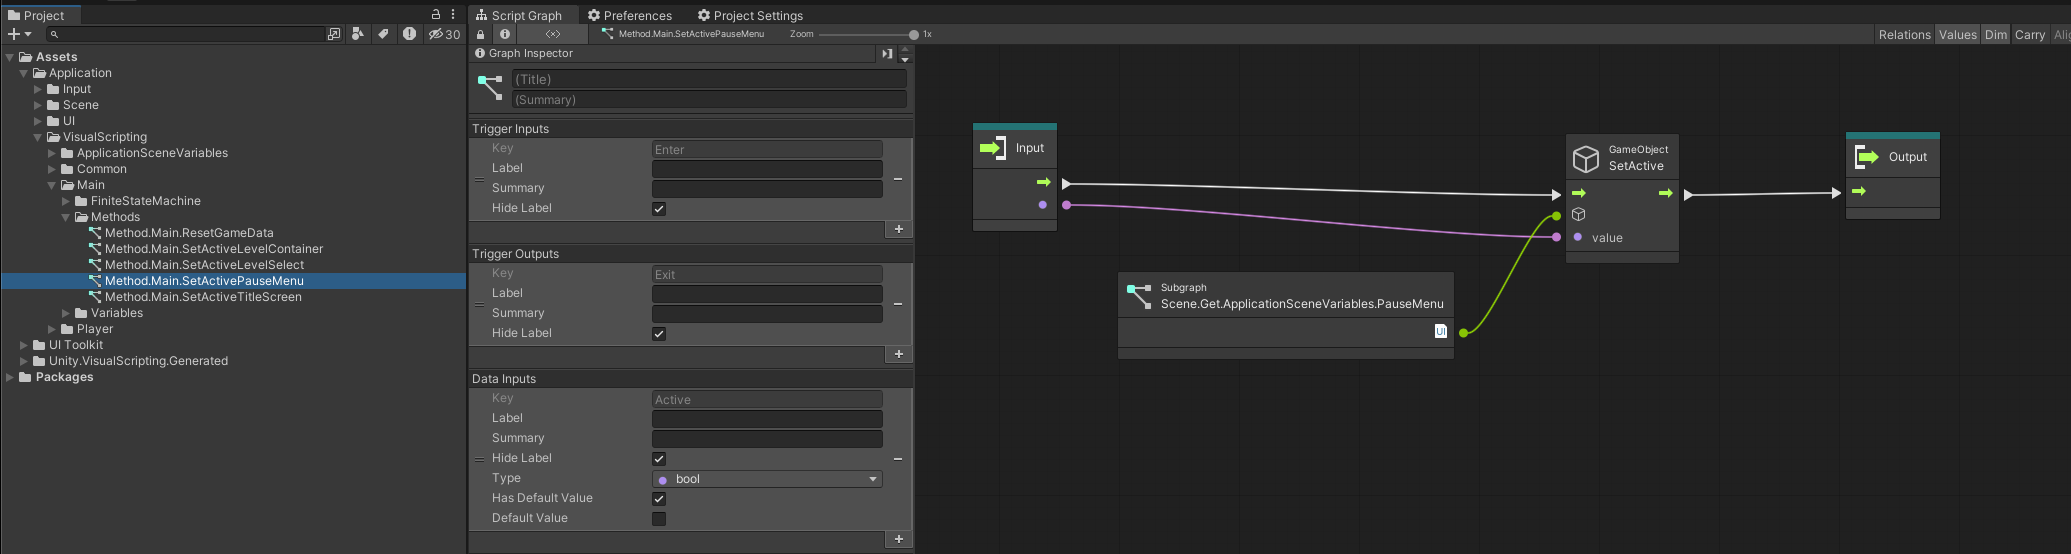 Project
30
Assets
Application
Input
Scene
UI
VisualScripting
ApplicationSceneVariables
Common
Main
FiniteStateMachine
Methods
Method.Main.ResetGameData
Method.Main.SetActiveLevelContainer
Method.Main.SetActiveLevelSelect
Method.Main.SetActivePauseMenu
Method.Main.SetActiveTitleScreen
Variables
Player
UI Toolkit
Unity.VisualScripting.Generated
Packages
Script Graph
Preferences
Project Settings
<x>
Method.Main.SetActivePauseMenu
Zoom
1x
Relations
Values
Dim
Carry
Ali
Graph Inspector
(Title)
(Summary)
Trigger Inputs
Key Enter
Label
Summary
Hide Label
Trigger Outputs
Key Exit
Label
Summary
Hide Label
Data Inputs
Key Active
Label
Summary
Hide Label
Type bool
Has Default Value
Default Value
Input
GameObject
SetActive
value
Output
Subgraph
Scene.Get.ApplicationSceneVariables.PauseMenu
UI